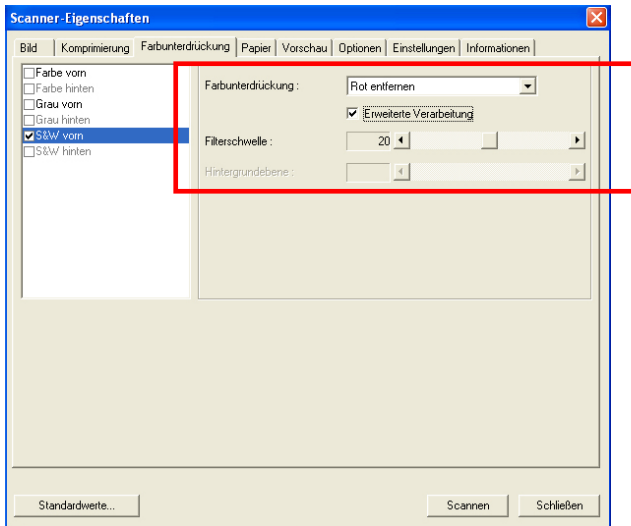 Scanner-Eigenschaften
Bild Komprimierung Farbunterdrückung Papier Vorschau Optionen Einstellungen Informationen
Farbe vorn
Farbe hinten
Grau vorn
Grau hinten
S&W vorn
S&W hinten
Farbunterdrückung : Rot entfernen
Erweiterte Verarbeitung
Filterschwelle : 20
Hintergrundebene :
Standardwerte... Scannen Schließen